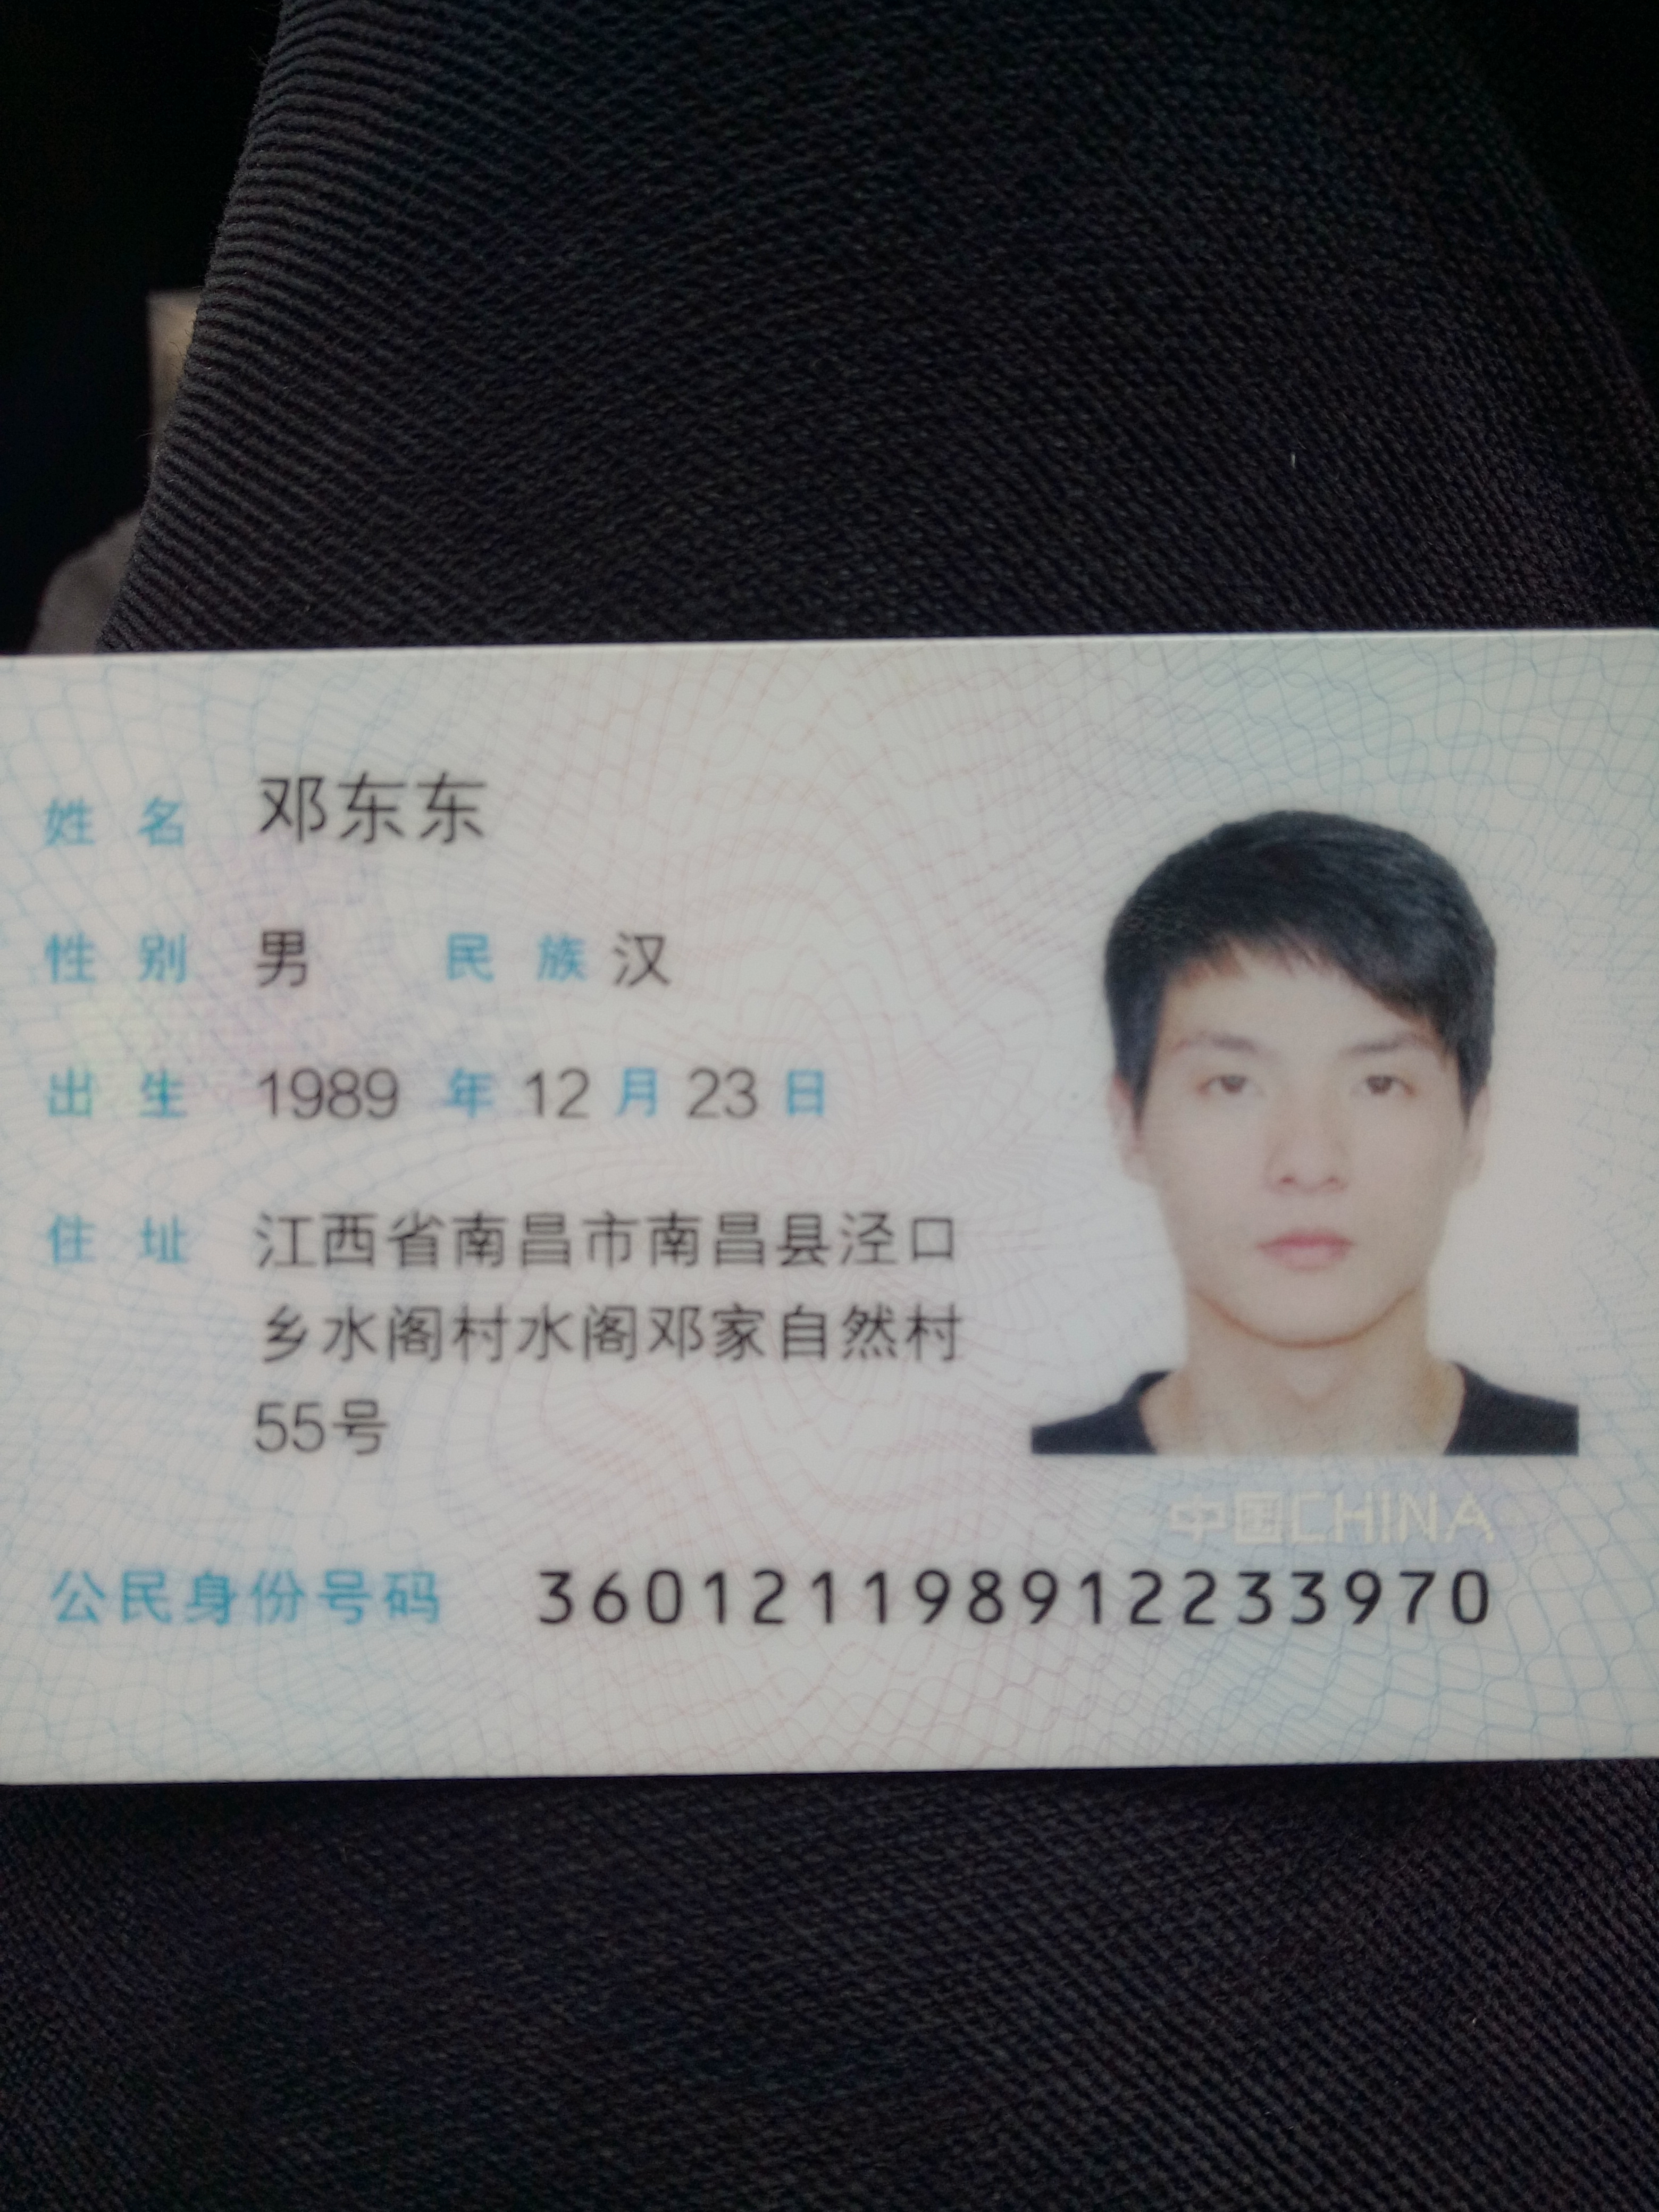 姓名 邓东东
性别 男 民族 汉
出生 1989 年 12 月 23 日
住址 江西省南昌市南昌县泾口
乡水阁村水阁邓家自然村
55号
中国CHINA
公民身份号码 360121198912233970